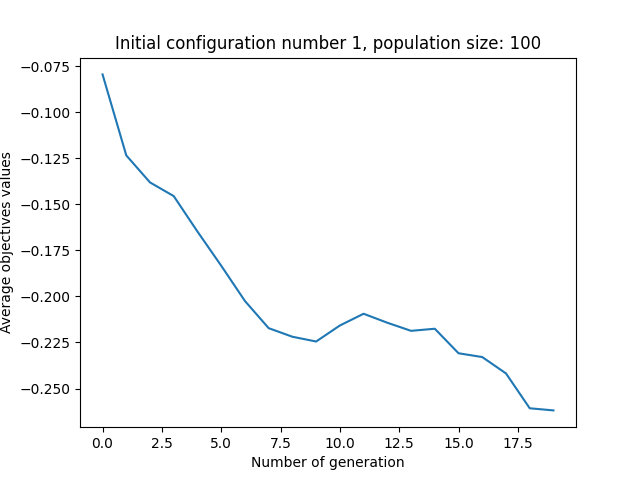 Initial configuration number 1, population size: 100
−0.075
−0.100
−0.125
−0.150
−0.175
−0.200
−0.225
−0.250
Average objectives values
0.0 2.5 5.0 7.5 10.0 12.5 15.0 17.5
Number of generation